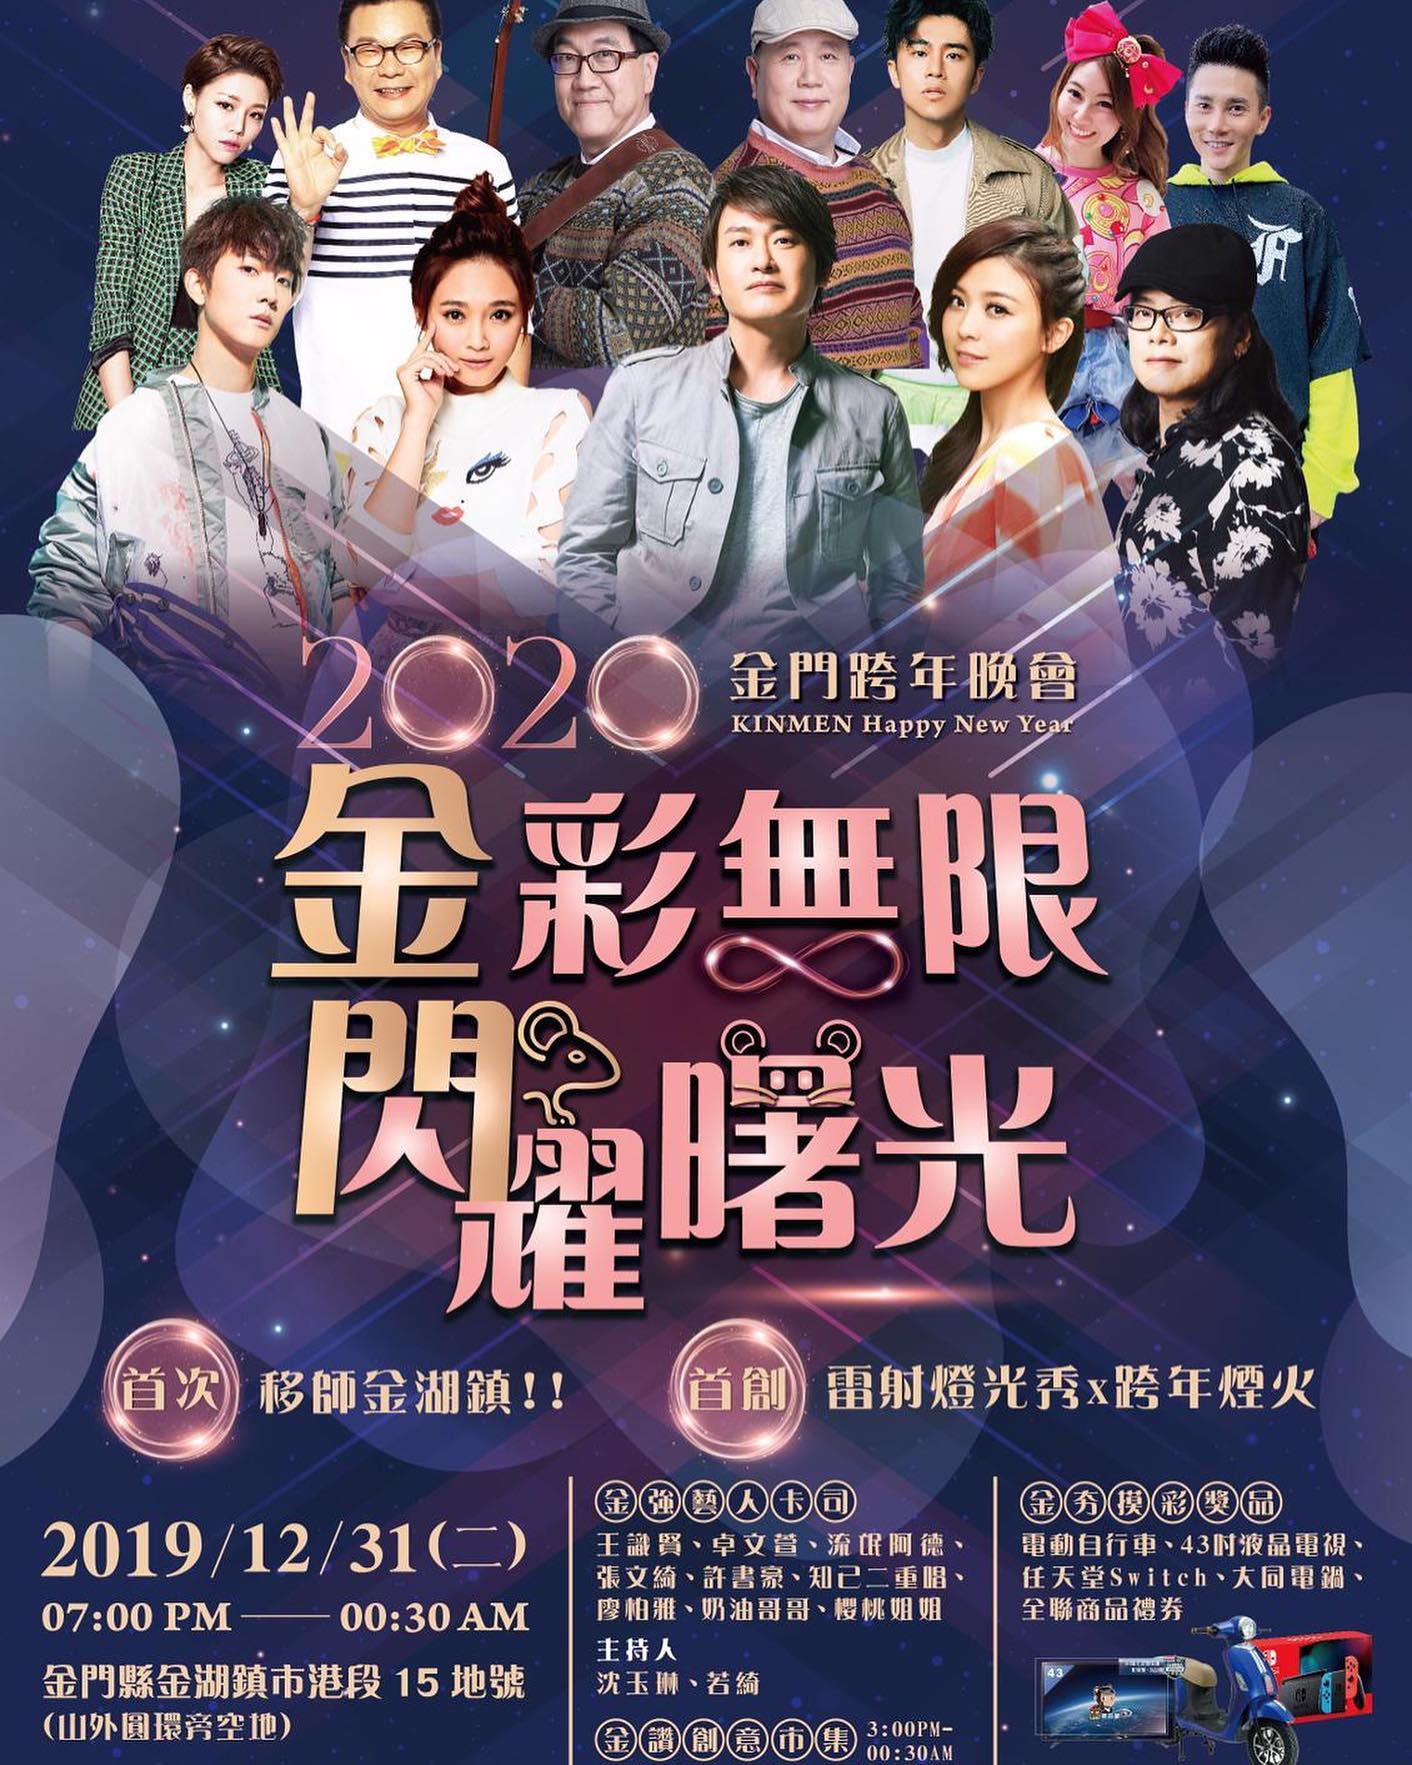 2020
金門跨年晚會
KINMEN Happy New Year
金彩無限
閃耀曙光
首次 移師金湖鎮!!
首創 雷射燈光秀x跨年煙火
2019/12/31(二)
07:00 PM — 00:30 AM
金門縣金湖鎮市港段 15 地號
(山外圓環旁空地)
金強藝人卡司
王識賢、卓文萱、流氓阿德、
張文綺、許書豪、知己二重唱、
廖柏雅、奶油哥哥、櫻桃姐姐
主持人
沈玉琳、若綺
金讚創意市集 3:00PM-
00:30AM
金夯摸彩獎品
電動自行車、43吋液晶電視、
任天堂Switch、大同電鍋、
全聯商品禮券
43